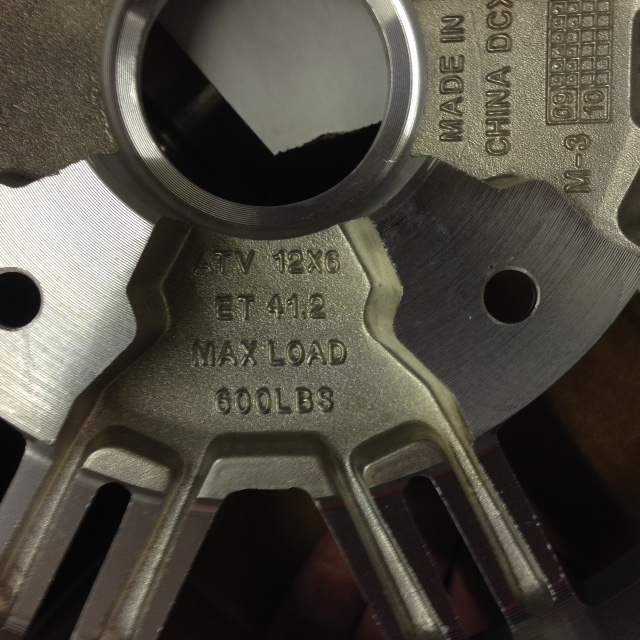 ATV 12X6
ET 41.2
MAX LOAD
600LBS
MADE IN
CHINA DCX
09
10
M-3